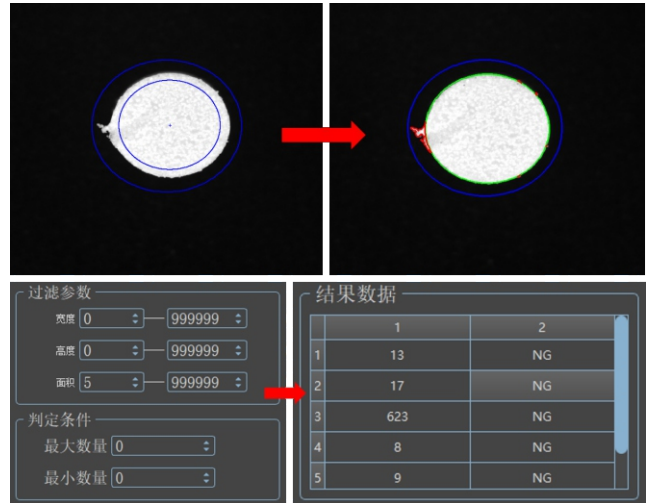 过滤参数
宽度 0 999999
高度 0 999999
面积 5 999999
判定条件
最大数量 0
最小数量 0
结果数据
1 2
1 13 NG
2 17 NG
3 623 NG
4 8 NG
5 9 NG